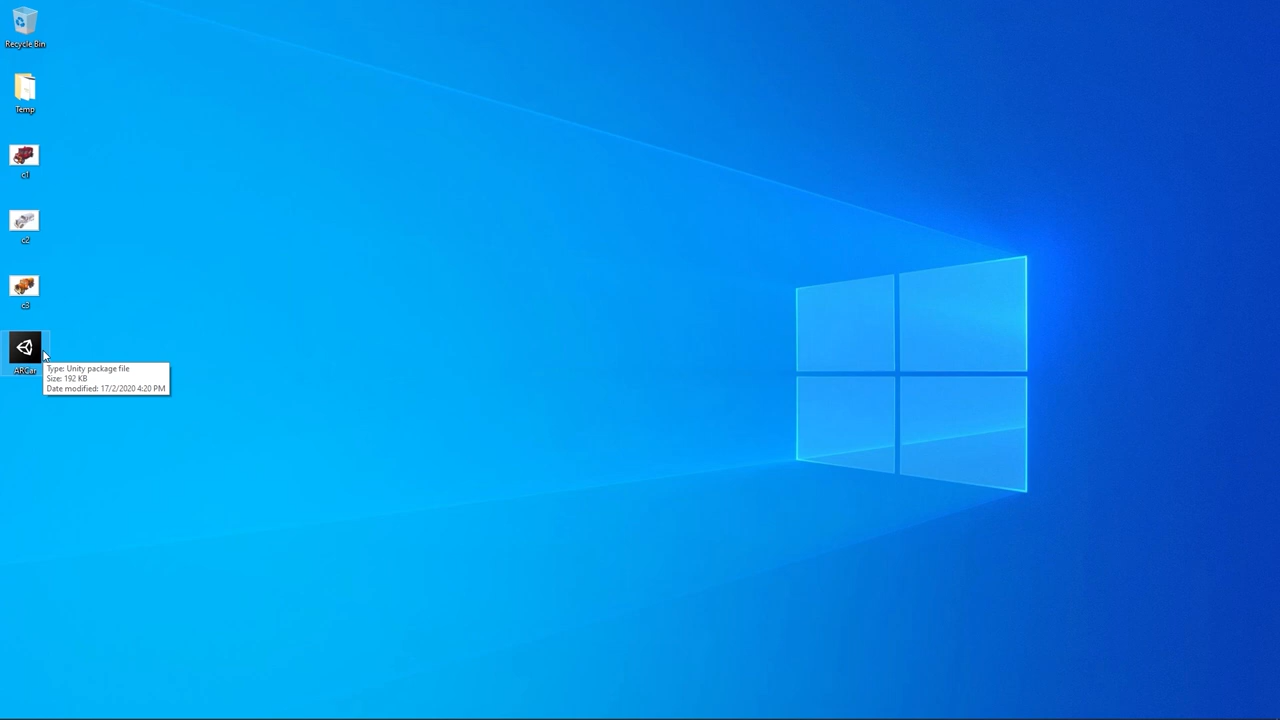 Recycle Bin
Temp
c1
c2
c3
ARCar
Type: Unity package file
Size: 192 KB
Date modified: 17/2/2020 4:20 PM